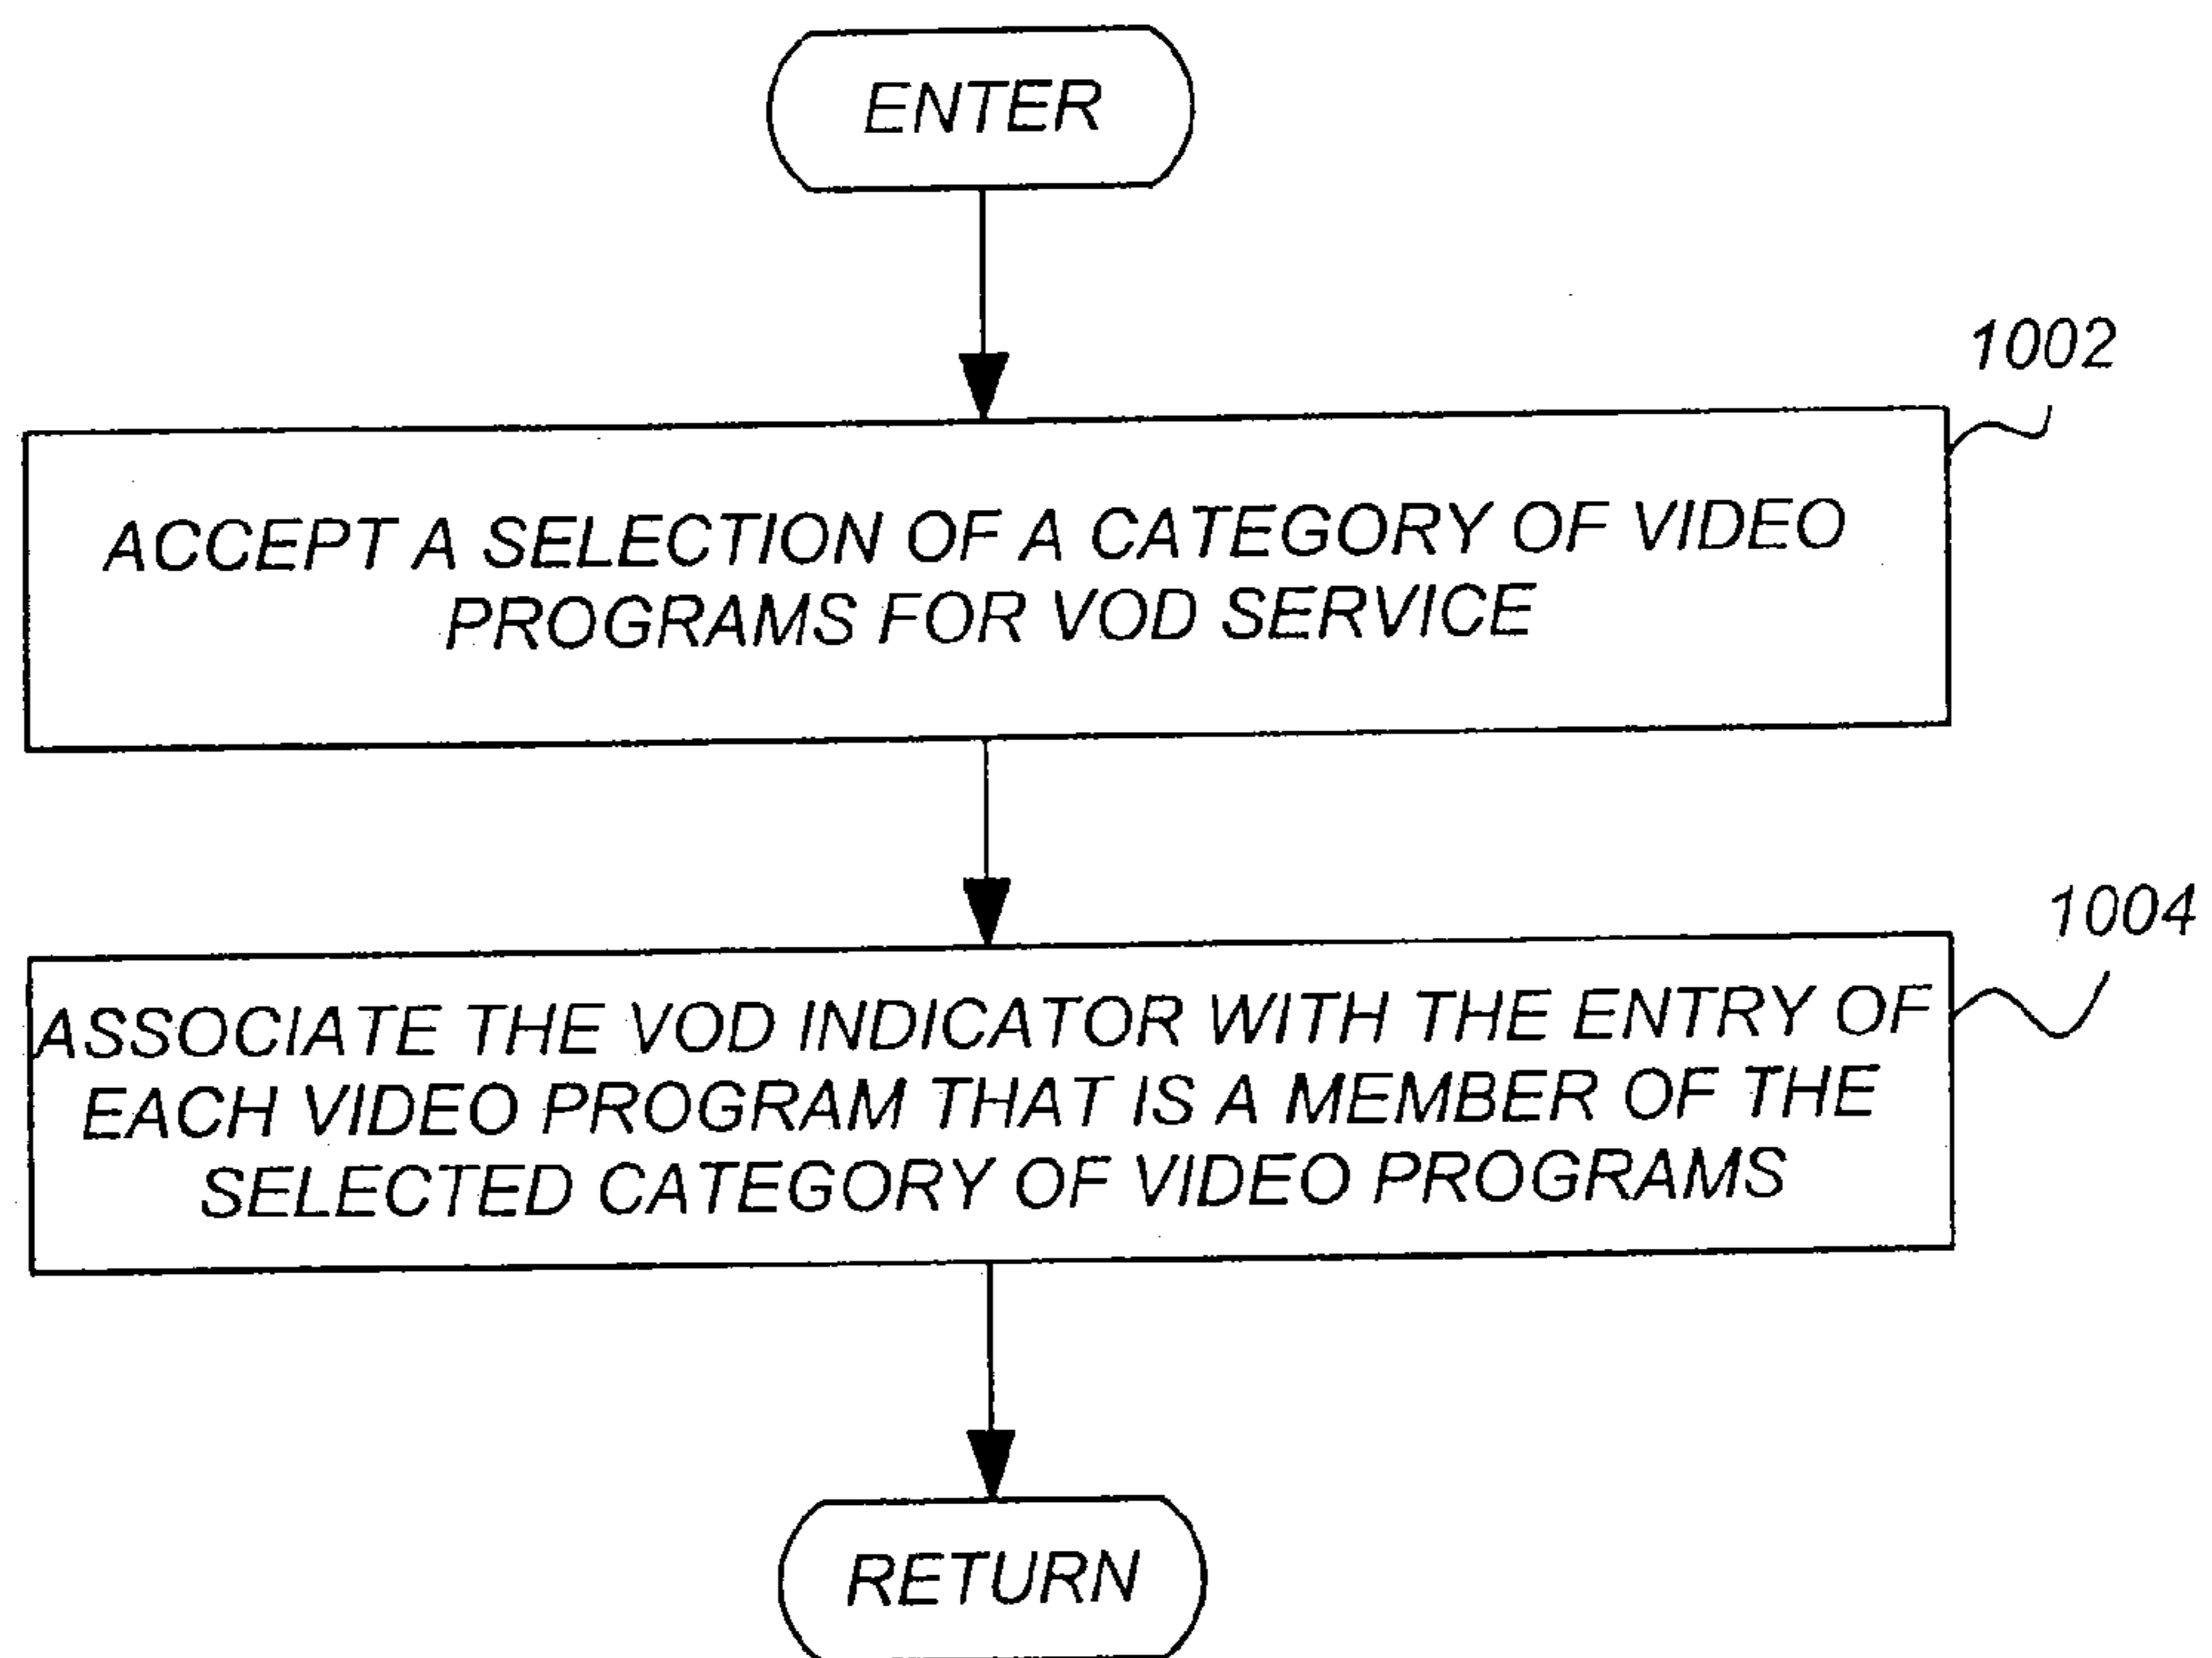 ENTER
1002
ACCEPT A SELECTION OF A CATEGORY OF VIDEO
PROGRAMS FOR VOD SERVICE
1004
ASSOCIATE THE VOD INDICATOR WITH THE ENTRY OF
EACH VIDEO PROGRAM THAT IS A MEMBER OF THE
SELECTED CATEGORY OF VIDEO PROGRAMS
RETURN